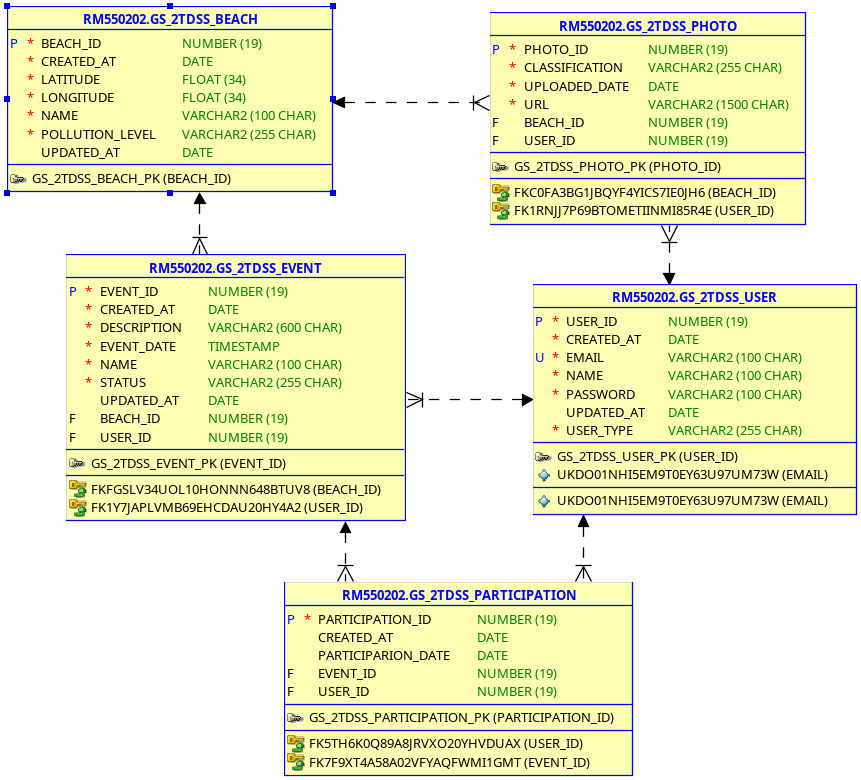 RM550202.GS_2TDSS_BEACH
P * BEACH_ID NUMBER (19)
* CREATED_AT DATE
* LATITUDE FLOAT (34)
* LONGITUDE FLOAT (34)
* NAME VARCHAR2 (100 CHAR)
* POLLUTION_LEVEL VARCHAR2 (255 CHAR)
UPDATED_AT DATE
GS_2TDSS_BEACH_PK (BEACH_ID)
RM550202.GS_2TDSS_PHOTO
P * PHOTO_ID NUMBER (19)
* CLASSIFICATION VARCHAR2 (255 CHAR)
* UPLOADED_DATE DATE
* URL VARCHAR2 (1500 CHAR)
F BEACH_ID NUMBER (19)
F USER_ID NUMBER (19)
GS_2TDSS_PHOTO_PK (PHOTO_ID)
FKC0FA3BG1JBQYF4YICS7IE0JH6 (BEACH_ID)
FK1RNJJ7P69BTOMETIINMI85R4E (USER_ID)
RM550202.GS_2TDSS_EVENT
P * EVENT_ID NUMBER (19)
* CREATED_AT DATE
* DESCRIPTION VARCHAR2 (600 CHAR)
* EVENT_DATE TIMESTAMP
* NAME VARCHAR2 (100 CHAR)
* STATUS VARCHAR2 (255 CHAR)
UPDATED_AT DATE
F BEACH_ID NUMBER (19)
F USER_ID NUMBER (19)
GS_2TDSS_EVENT_PK (EVENT_ID)
FKFGSLV34UOL10HONNN648BTUV8 (BEACH_ID)
FK1Y7JAPLVMB69EHCDAU20HY4A2 (USER_ID)
RM550202.GS_2TDSS_USER
P * USER_ID NUMBER (19)
* CREATED_AT DATE
U * EMAIL VARCHAR2 (100 CHAR)
* NAME VARCHAR2 (100 CHAR)
* PASSWORD VARCHAR2 (100 CHAR)
UPDATED_AT DATE
* USER_TYPE VARCHAR2 (255 CHAR)
GS_2TDSS_USER_PK (USER_ID)
UKDO01NHI5EM9T0EY63U97UM73W (EMAIL)
UKDO01NHI5EM9T0EY63U97UM73W (EMAIL)
RM550202.GS_2TDSS_PARTICIPATION
P * PARTICIPATION_ID NUMBER (19)
CREATED_AT DATE
PARTICIPARION_DATE DATE
F EVENT_ID NUMBER (19)
F USER_ID NUMBER (19)
GS_2TDSS_PARTICIPATION_PK (PARTICIPATION_ID)
FK5TH6K0Q89A8JRVXO20YHVDUAX (USER_ID)
FK7F9XT4A58A02VFYAQFWMI1GMT (EVENT_ID)